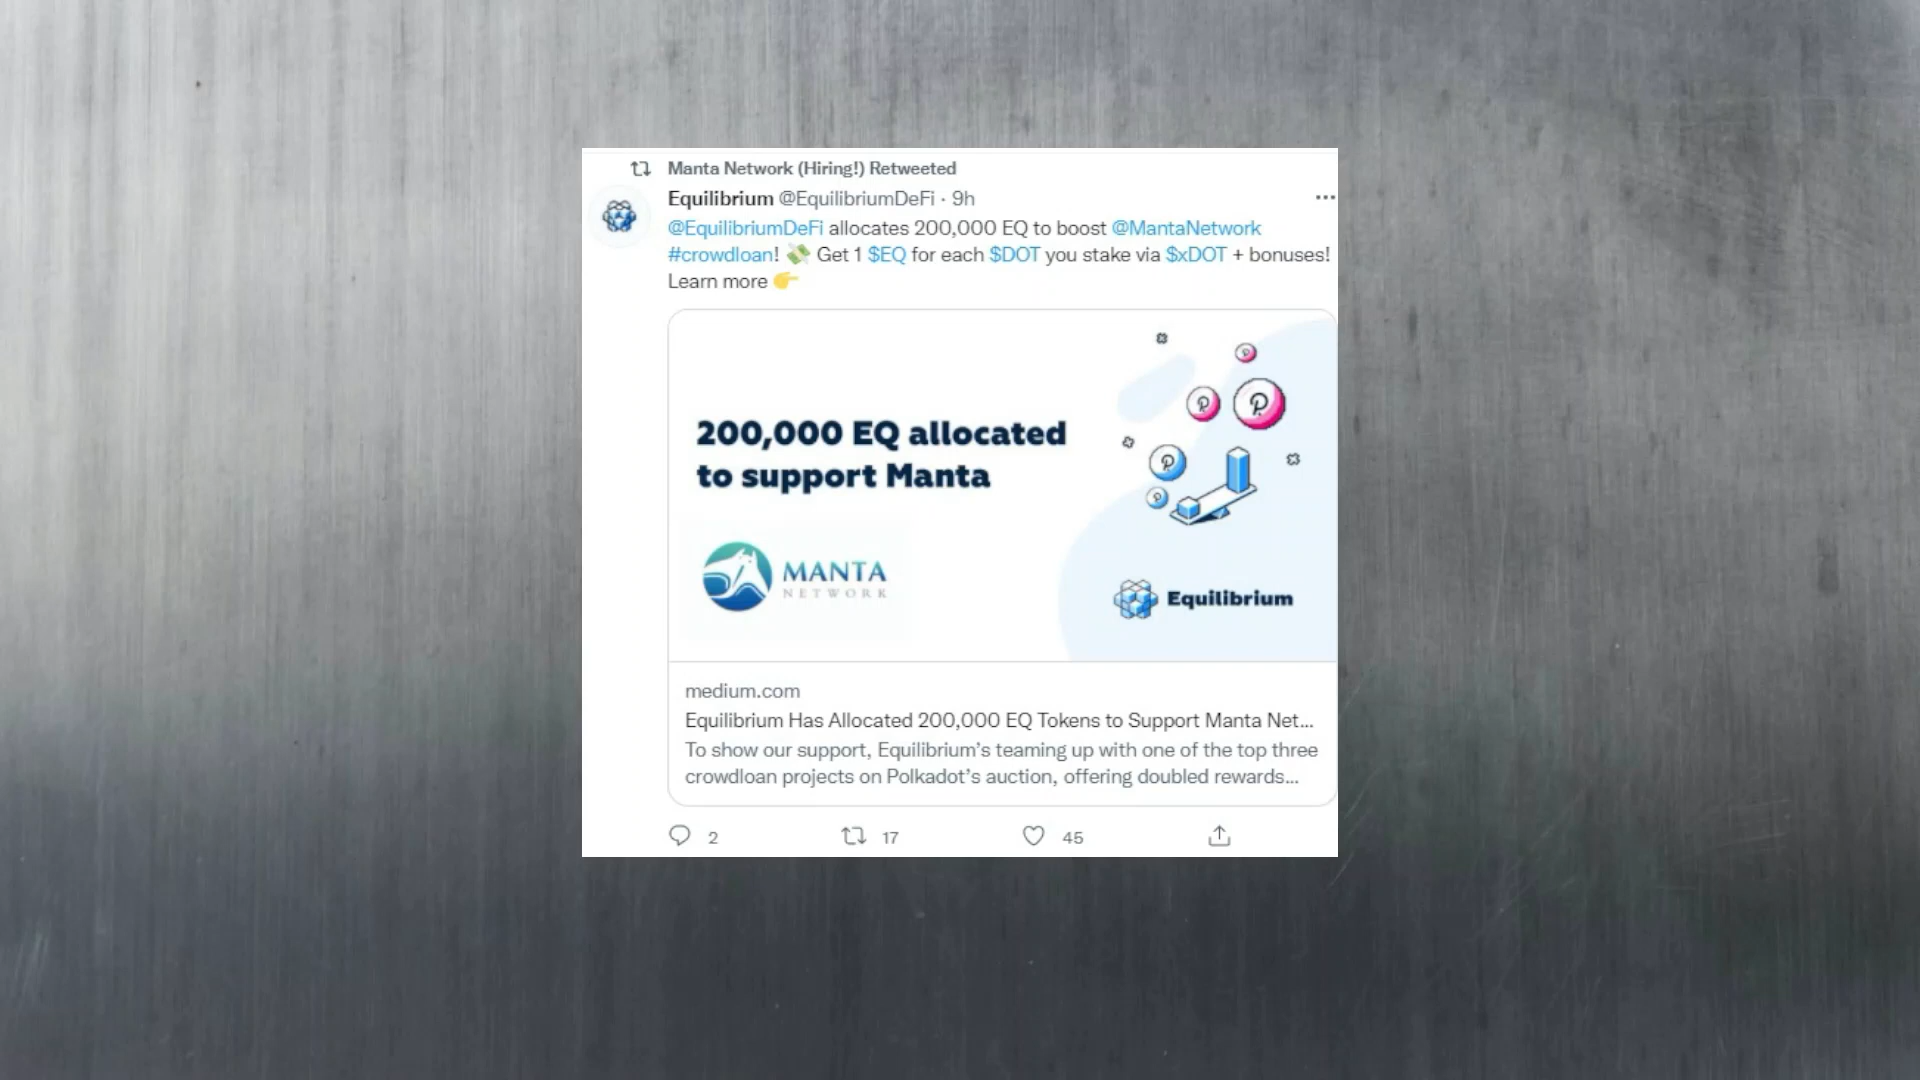 Manta Network (Hiring!) Retweeted
Equilibrium @EquilibriumDeFi · 9h
@EquilibriumDeFi allocates 200,000 EQ to boost @MantaNetwork
#crowdloan! 💸 Get 1 $EQ for each $DOT you stake via $xDOT + bonuses!
Learn more 👉
200,000 EQ allocated
to support Manta
MANTA
NETWORK
Equilibrium
medium.com
Equilibrium Has Allocated 200,000 EQ Tokens to Support Manta Net...
To show our support, Equilibrium's teaming up with one of the top three
crowdloan projects on Polkadot's auction, offering doubled rewards...
2 17 45